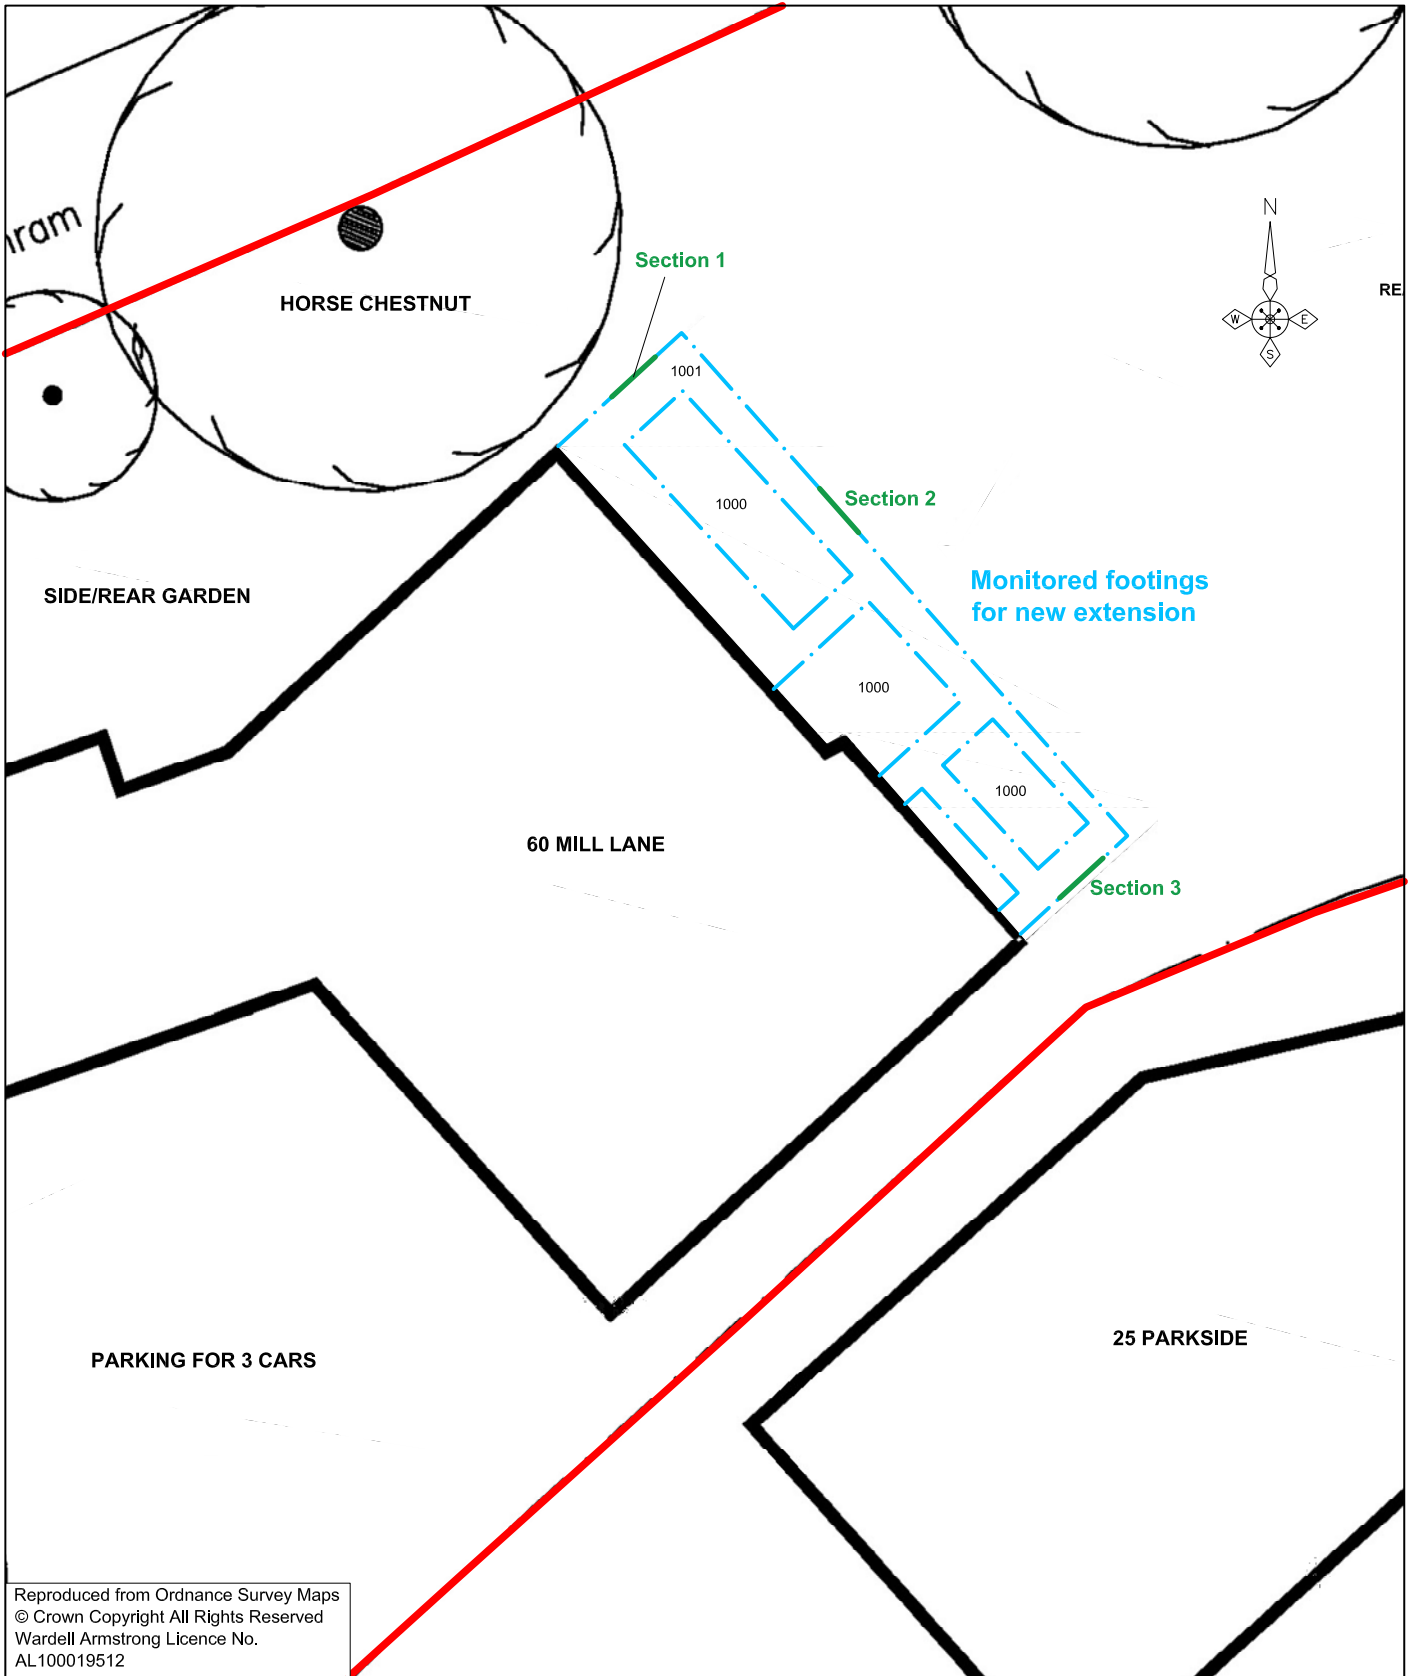 N
Section 1
RE
HORSE CHESTNUT
W
E
S
1001
Section 2
1000
Monitored footings
for new extension
SIDE/REAR GARDEN
1000
1000
60 MILL LANE
Section 3
25 PARKSIDE
PARKING FOR 3 CARS
Reproduced from Ordnance Survey Maps
© Crown Copyright All Rights Reserved
Wardell Armstrong Licence No.
AL100019512